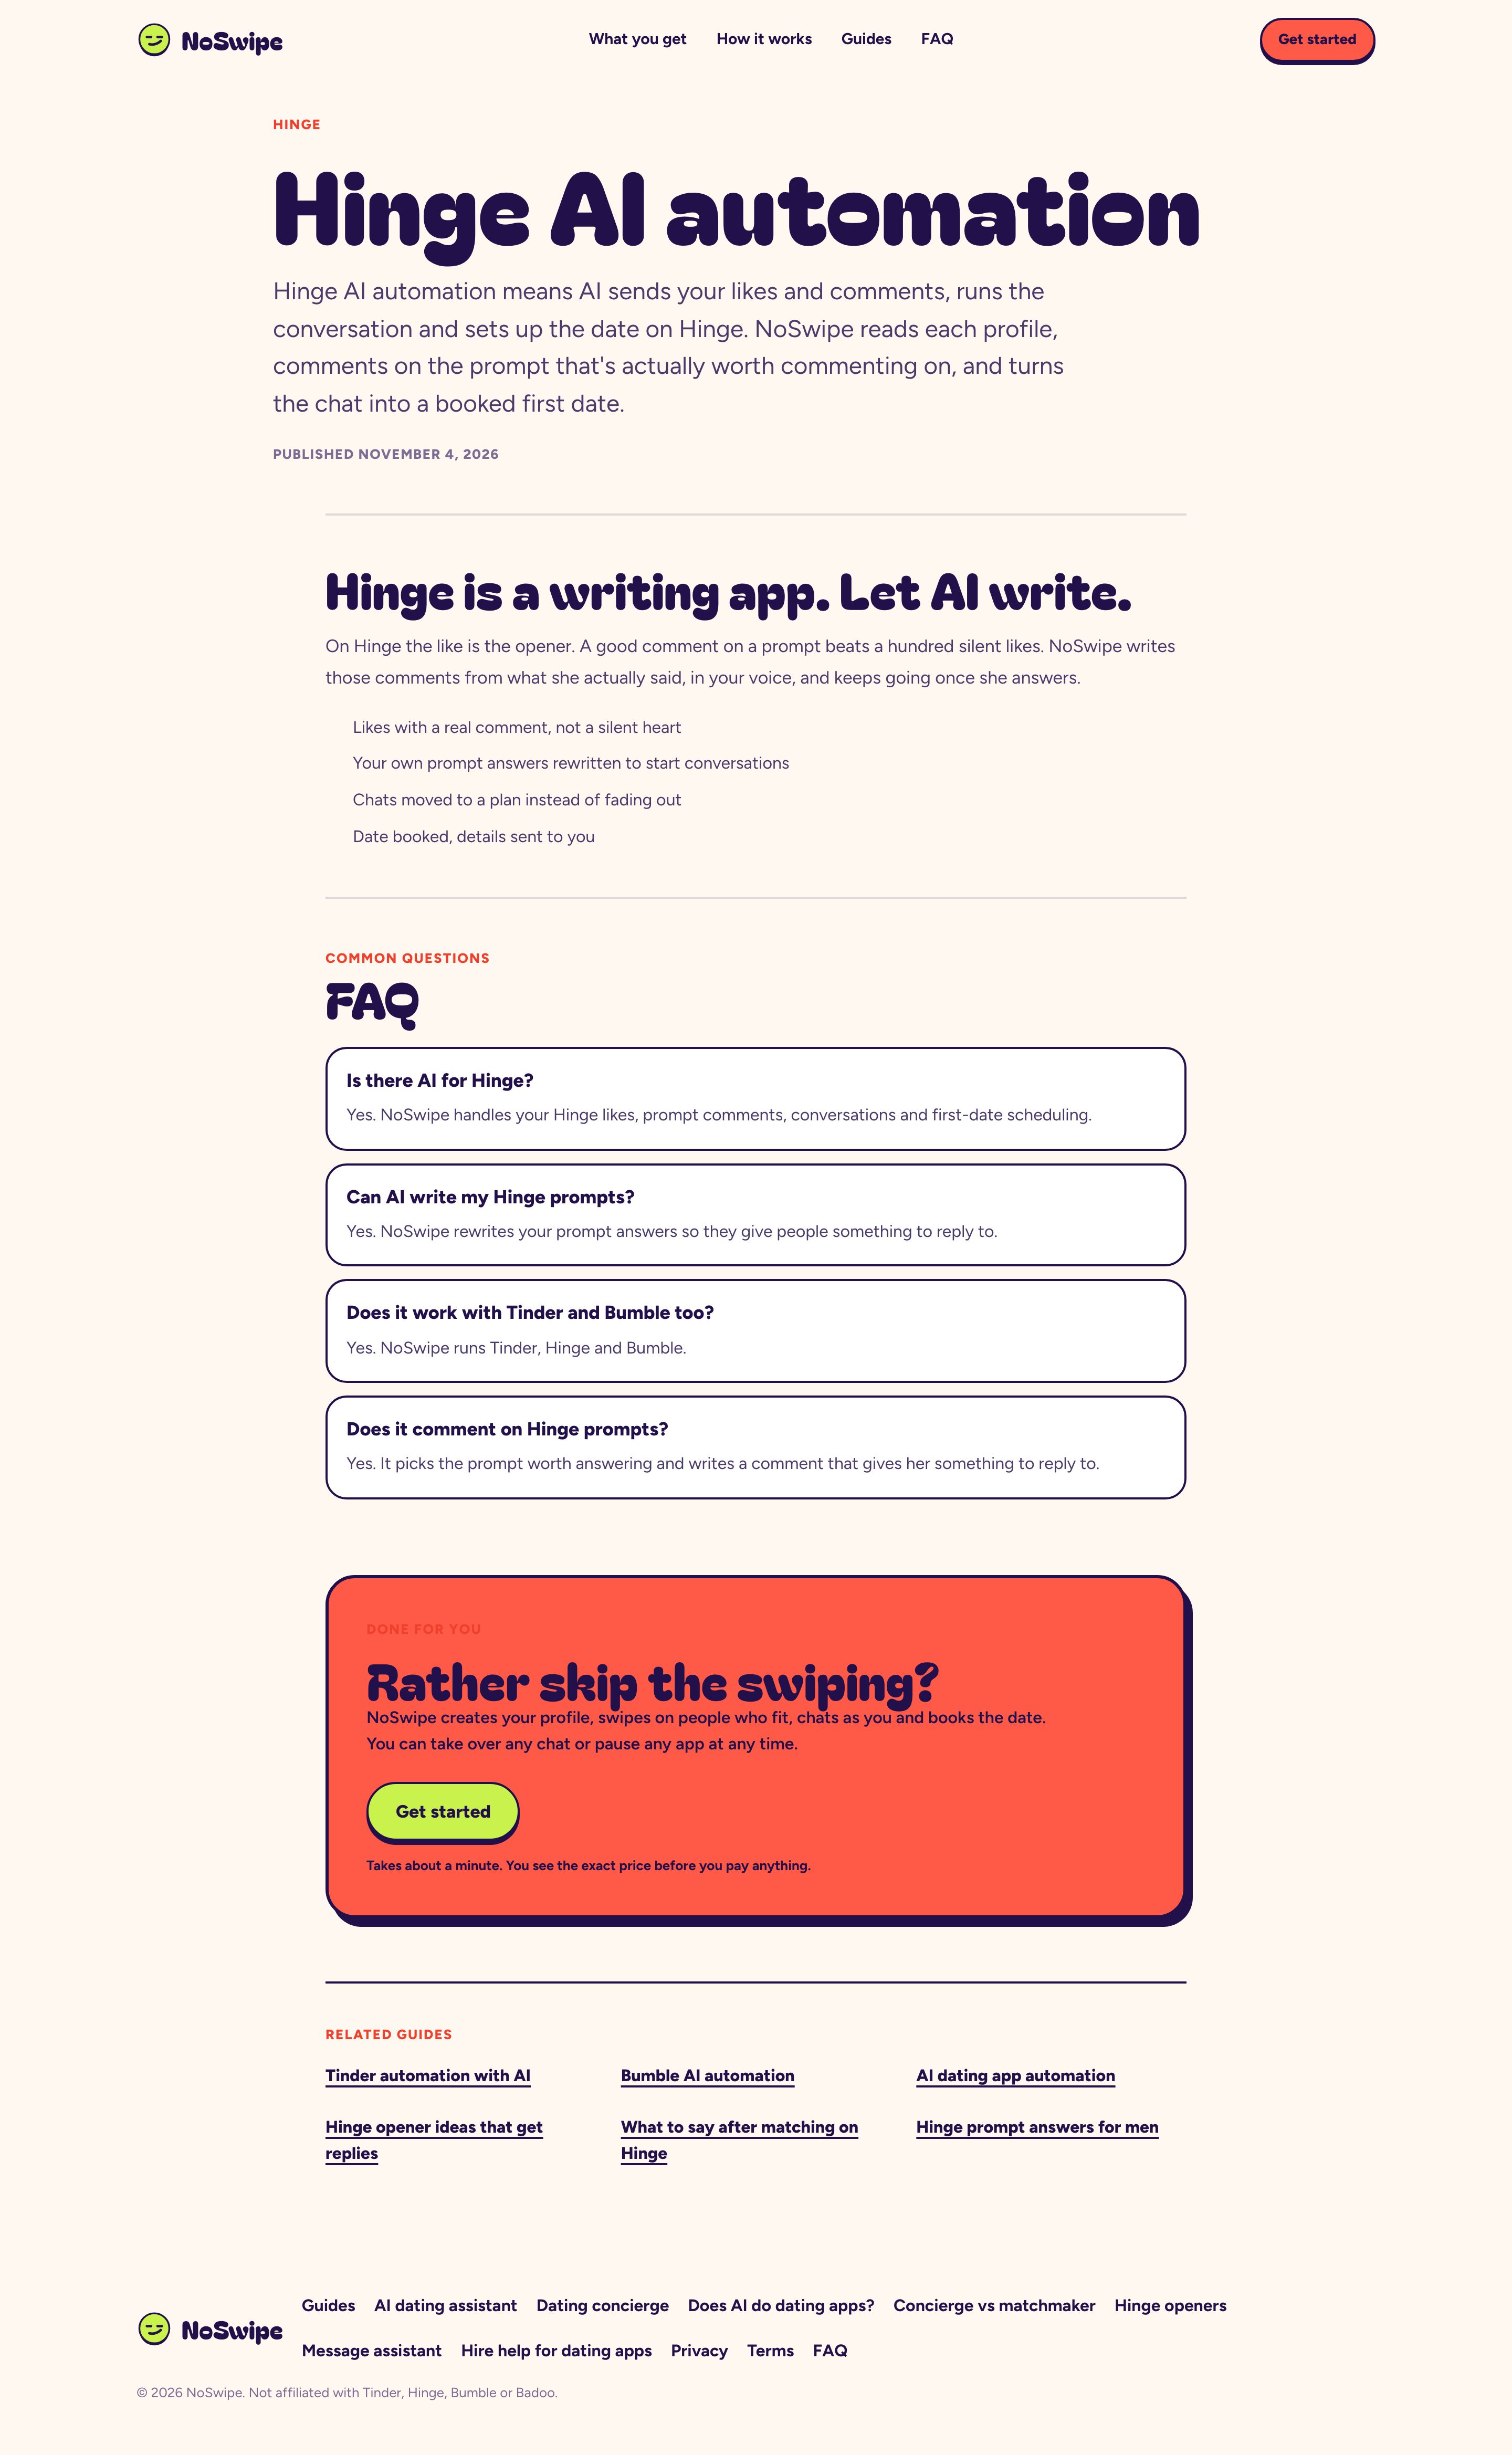 NoSwipe
What you get
How it works
Guides
FAQ
Get started
HINGE
Hinge AI automation
Hinge AI automation means AI sends your likes and comments, runs the
conversation and sets up the date on Hinge. NoSwipe reads each profile,
comments on the prompt that's actually worth commenting on, and turns
the chat into a booked first date.
PUBLISHED NOVEMBER 4, 2026
Hinge is a writing app. Let AI write.
On Hinge the like is the opener. A good comment on a prompt beats a hundred silent likes. NoSwipe writes
those comments from what she actually said, in your voice, and keeps going once she answers.
Likes with a real comment, not a silent heart
Your own prompt answers rewritten to start conversations
Chats moved to a plan instead of fading out
Date booked, details sent to you
COMMON QUESTIONS
FAQ
Is there AI for Hinge?
Yes. NoSwipe handles your Hinge likes, prompt comments, conversations and first-date scheduling.
Can AI write my Hinge prompts?
Yes. NoSwipe rewrites your prompt answers so they give people something to reply to.
Does it work with Tinder and Bumble too?
Yes. NoSwipe runs Tinder, Hinge and Bumble.
Does it comment on Hinge prompts?
Yes. It picks the prompt worth answering and writes a comment that gives her something to reply to.
DONE FOR YOU
Rather skip the swiping?
NoSwipe creates your profile, swipes on people who fit, chats as you and books the date.
You can take over any chat or pause any app at any time.
Get started
Takes about a minute. You see the exact price before you pay anything.
RELATED GUIDES
Tinder automation with AI
Bumble AI automation
AI dating app automation
Hinge opener ideas that get
replies
What to say after matching on
Hinge
Hinge prompt answers for men
NoSwipe
Guides
AI dating assistant
Dating concierge
Does AI do dating apps?
Concierge vs matchmaker
Hinge openers
Message assistant
Hire help for dating apps
Privacy
Terms
FAQ
© 2026 NoSwipe. Not affiliated with Tinder, Hinge, Bumble or Badoo.